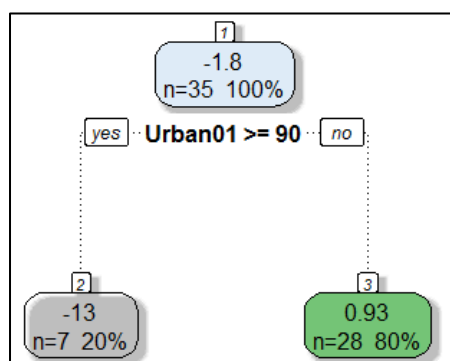 1
-1.8
n=35 100%
yes Urban01 >= 90 no
2
-13
n=7 20%
3
0.93
n=28 80%